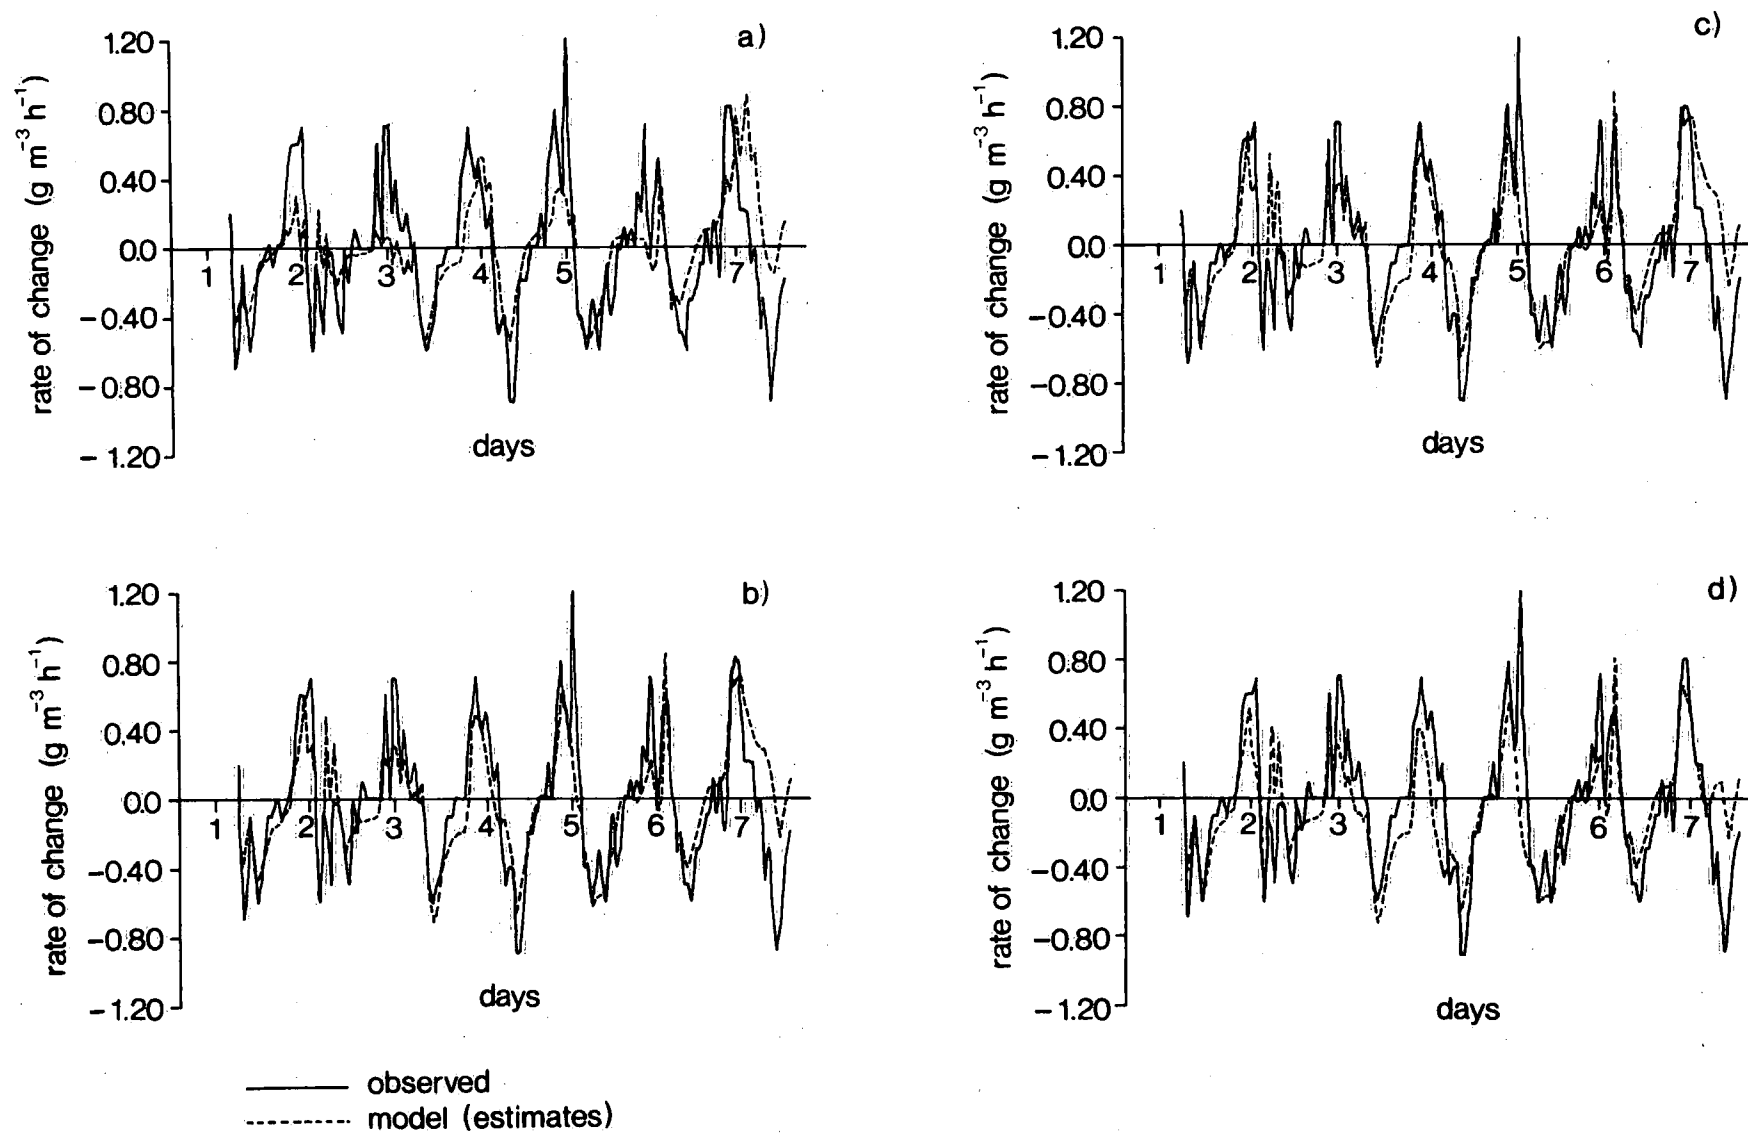 a)
1.20
0.80
0.40
0.0
-0.40
-0.80
-1.20
rate of change (g m⁻³ h⁻¹)
1 2 3 4 5 7
days
c)
1.20
0.80
0.40
0.0
-0.40
-0.80
-1.20
rate of change (g m⁻³ h⁻¹)
1 2 3 4 5 6 7
days
b)
1.20
0.80
0.40
0.0
-0.40
-0.80
-1.20
rate of change (g m⁻³ h⁻¹)
1 2 3 4 5 6 7
days
d)
1.20
0.80
0.40
0.0
-0.40
-0.80
-1.20
rate of change (g m⁻³ h⁻¹)
1 2 3 6 7
days
observed
model (estimates)